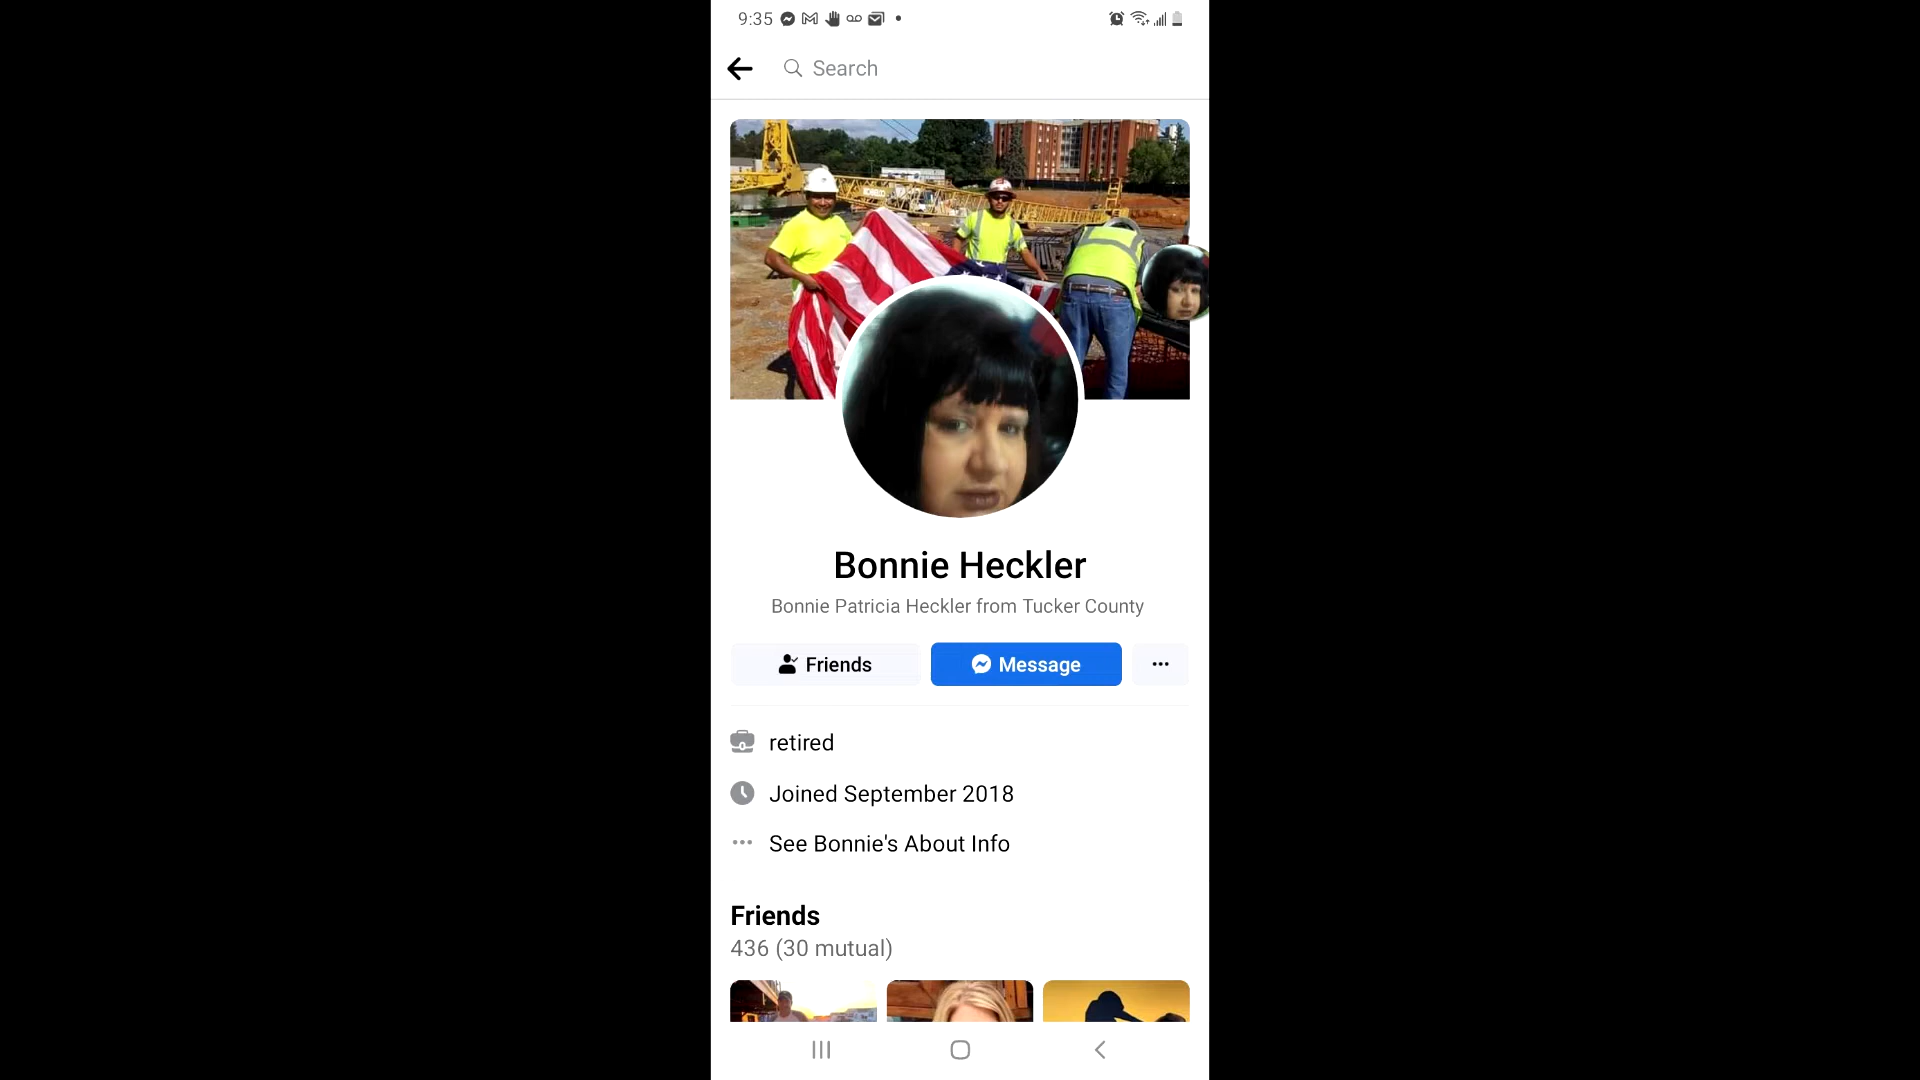 9:35
Search
Bonnie Heckler
Bonnie Patricia Heckler from Tucker County
Friends
Message
retired
Joined September 2018
See Bonnie's About Info
Friends
436 (30 mutual)